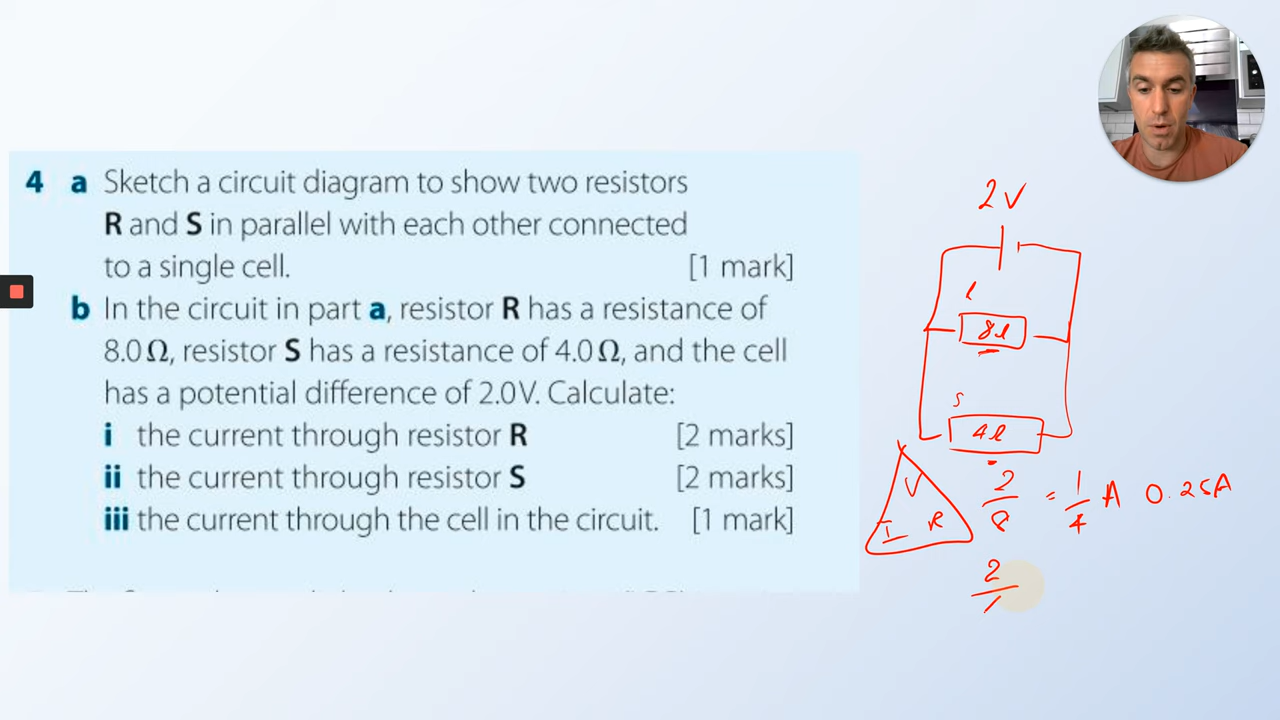 4 a Sketch a circuit diagram to show two resistors
R and S in parallel with each other connected
to a single cell. [1 mark]
b In the circuit in part a, resistor R has a resistance of
8.0 Ω, resistor S has a resistance of 4.0 Ω, and the cell
has a potential difference of 2.0 V. Calculate:
i the current through resistor R [2 marks]
ii the current through resistor S [2 marks]
iii the current through the cell in the circuit. [1 mark]
2V
R
8Ω
S
4Ω
V
I R
2/8 = 1/4 A 0.25A
2/